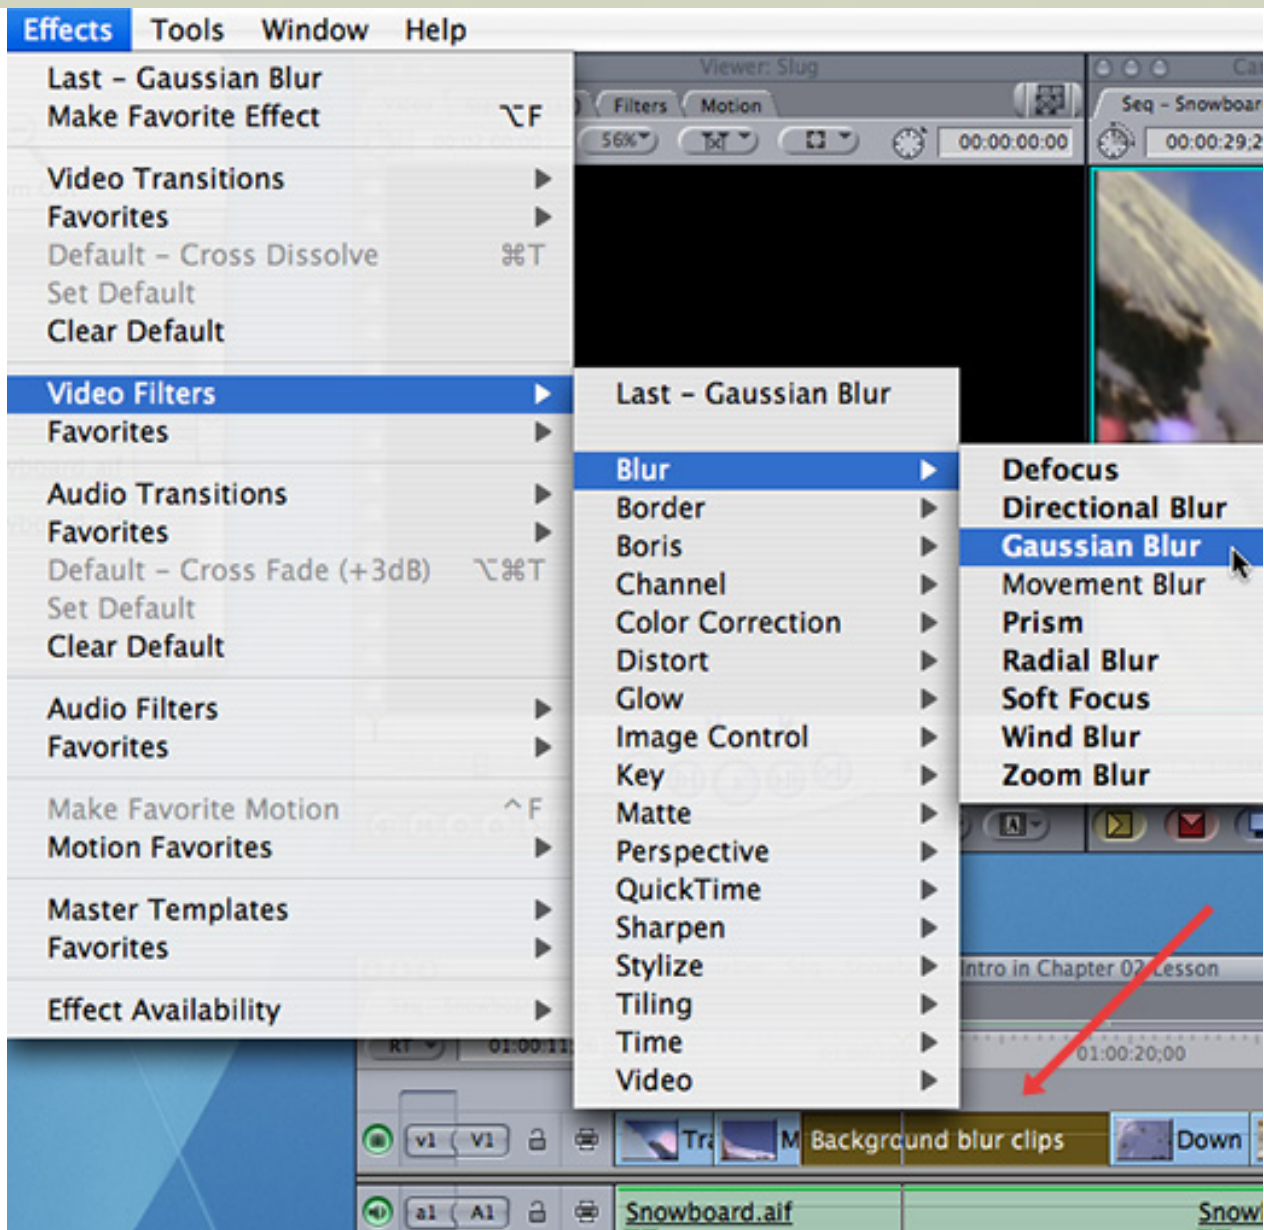 Effects Tools Window Help
Last – Gaussian Blur
Make Favorite Effect ⌥F
Video Transitions
Favorites
Default – Cross Dissolve ⌘T
Set Default
Clear Default
Video Filters
Favorites
Audio Transitions
Favorites
Default – Cross Fade (+3dB) ⌥⌘T
Set Default
Clear Default
Audio Filters
Favorites
Make Favorite Motion ^F
Motion Favorites
Master Templates
Favorites
Effect Availability
Last – Gaussian Blur
Blur
Border
Boris
Channel
Color Correction
Distort
Glow
Image Control
Key
Matte
Perspective
QuickTime
Sharpen
Stylize
Tiling
Time
Video
Defocus
Directional Blur
Gaussian Blur
Movement Blur
Prism
Radial Blur
Soft Focus
Wind Blur
Zoom Blur
Viewer: Slug
Filters Motion
56% 00:00:00:00
Seq – Snowboar
00:00:29;2
A
Intro in Chapter 02 Lesson
RT 01:00:11 01:00:20;00
v1 V1 Tra M Background blur clips Down
a1 A1 Snowboard.aif Snow